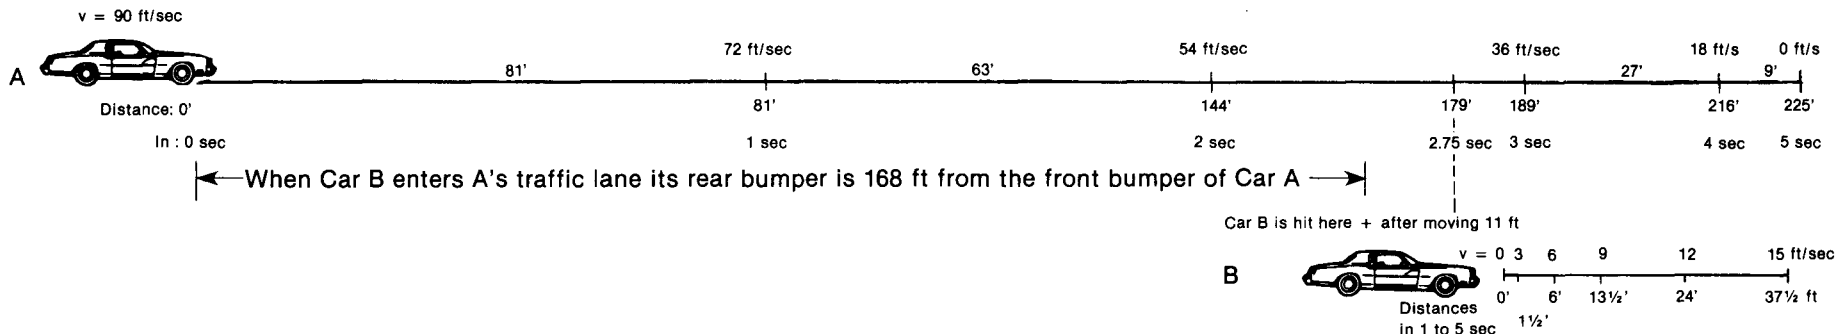 v = 90 ft/sec
72 ft/sec 54 ft/sec 36 ft/sec 18 ft/s 0 ft/s
A 81' 63' 27' 9'
Distance: 0' 81' 144' 179' 189' 216' 225'
In : 0 sec 1 sec 2 sec 2.75 sec 3 sec 4 sec 5 sec
When Car B enters A's traffic lane its rear bumper is 168 ft from the front bumper of Car A
Car B is hit here + after moving 11 ft
B v = 0 3 6 9 12 15 ft/sec
Distances 0' 6' 13½' 24' 37½ ft
in 1 to 5 sec 1½'